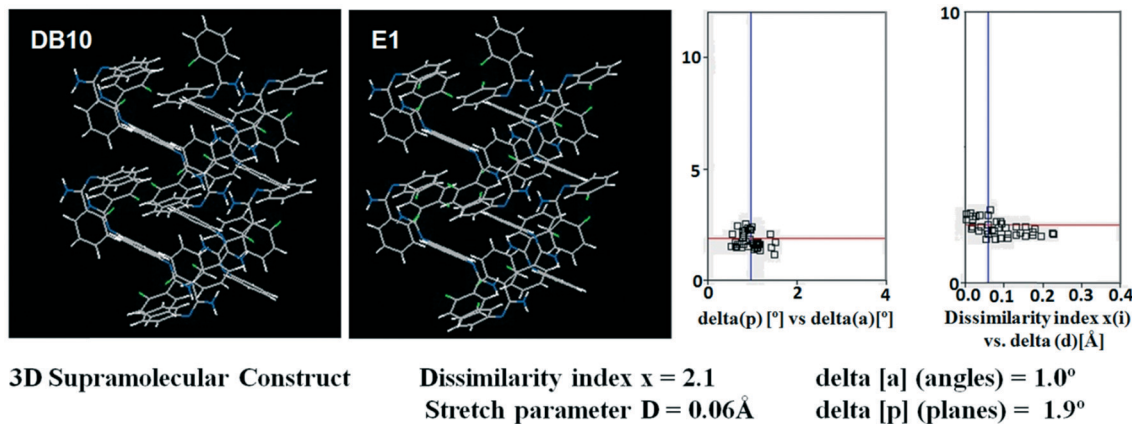 DB10
E1
10
5
0
0 2 4
delta(p) [º] vs delta(a)[º]
10
0
0.0 0.1 0.2 0.3 0.4
Dissimilarity index x(i)
vs. delta (d)[Å]
3D Supramolecular Construct
Dissimilarity index x = 2.1
Stretch parameter D = 0.06Å
delta [a] (angles) = 1.0º
delta [p] (planes) = 1.9º